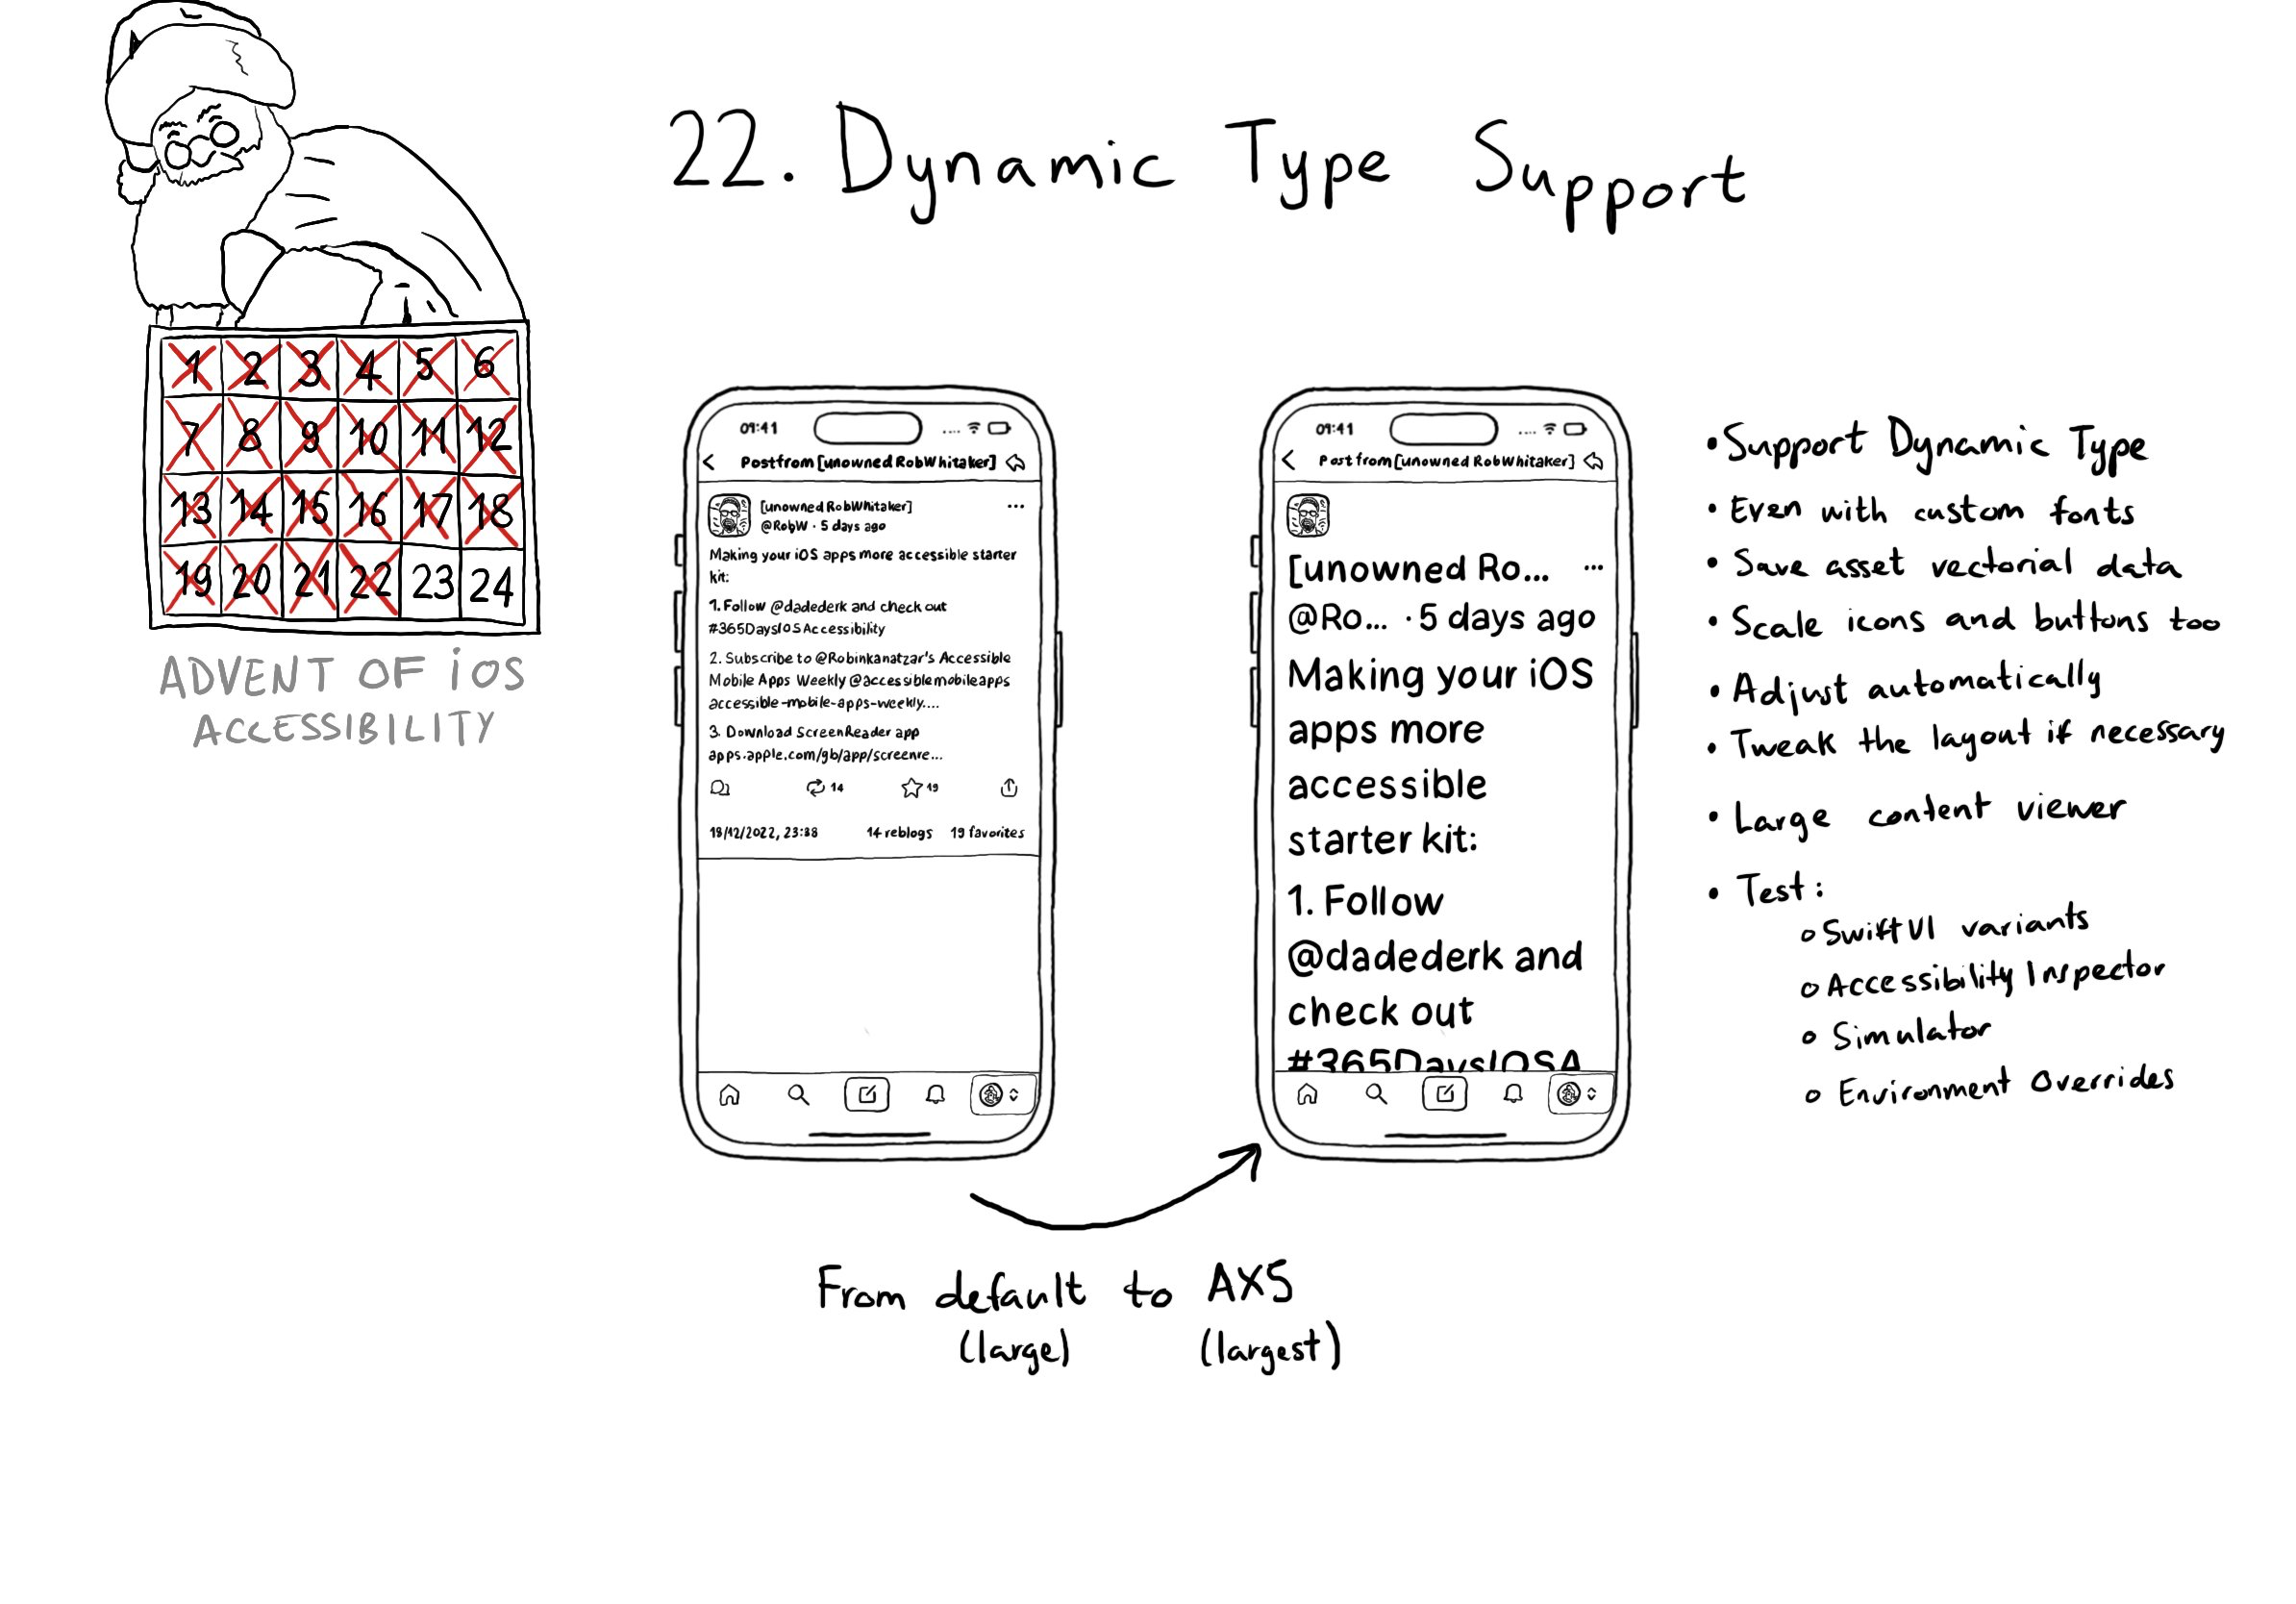 22. Dynamic Type Support
1 2 3 4 5 6
7 8 9 10 11 12
13 14 15 16 17 18
19 20 21 22 23 24
ADVENT OF iOS
ACCESSIBILITY
09:41
Post from [unowned RobWhitaker]
[unowned RobWhitaker]
@RobW · 5 days ago
...
Making your iOS apps more accessible starter
kit:
1. Follow @dadederk and check out
#365DaysIOSAccessibility
2. Subscribe to @Robinkanatzar's Accessible
Mobile Apps Weekly @accessiblemobileapps
accessible-mobile-apps-weekly....
3. Download ScreenReader app
apps.apple.com/gb/app/screenre...
14 19
18/12/2022, 23:38 14 reblogs 19 favorites
09:41
Post from [unowned RobWhitaker]
[unowned Ro... ...
@Ro... · 5 days ago
Making your iOS
apps more
accessible
starter kit:
1. Follow
@dadederk and
check out
#365DaysIOSA
From default to AX5
(large) (largest)
• Support Dynamic Type
• Even with custom fonts
• Save asset vectorial data
• Scale icons and buttons too
• Adjust automatically
• Tweak the layout if necessary
• Large content viewer
• Test:
o SwiftUI variants
o Accessibility Inspector
o Simulator
o Environment Overrides